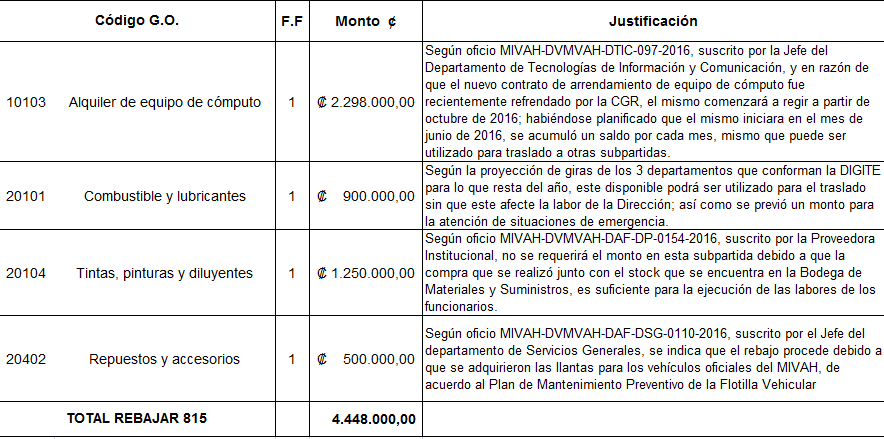 Código G.O. F.F Monto ¢ Justificación
Según oficio MIVAH-DVMVAH-DTIC-097-2016, suscrito por la Jefe del
Departamento de Tecnologías de Información y Comunicación, y en razón de
que el nuevo contrato de arrendamiento de equipo de cómputo fue
10103 Alquiler de equipo de cómputo 1 ₡ 2.298.000,00 recientemente refrendado por la CGR, el mismo comenzará a regir a partir de
octubre de 2016; habiéndose planificado que el mismo iniciara en el mes de
junio de 2016, se acumuló un saldo por cada mes, mismo que puede ser
utilizado para traslado a otras subpartidas.
Según la proyección de giras de los 3 departamentos que conforman la DIGITE
20101 Combustible y lubricantes 1 ₡ 900.000,00 para lo que resta del año, este disponible podrá ser utilizado para el traslado
sin que este afecte la labor de la Dirección; así como se previó un monto para
la atención de situaciones de emergencia.
Según oficio MIVAH-DVMVAH-DAF-DP-0154-2016, suscrito por la Proveedora
Institucional, no se requerirá el monto en esta subpartida debido a que la
20104 Tintas, pinturas y diluyentes 1 ₡ 1.250.000,00 compra que se realizó junto con el stock que se encuentra en la Bodega de
Materiales y Suministros, es suficiente para la ejecución de las labores de los
funcionarios.
Según oficio MIVAH-DVMVAH-DAF-DSG-0110-2016, suscrito por el Jefe del
departamento de Servicios Generales, se indica que el rebajo procede debido a
20402 Repuestos y accesorios 1 ₡ 500.000,00 que se adquirieron las llantas para los vehículos oficiales del MIVAH, de
acuerdo al Plan de Mantenimiento Preventivo de la Flotilla Vehicular
TOTAL REBAJAR 815 4.448.000,00